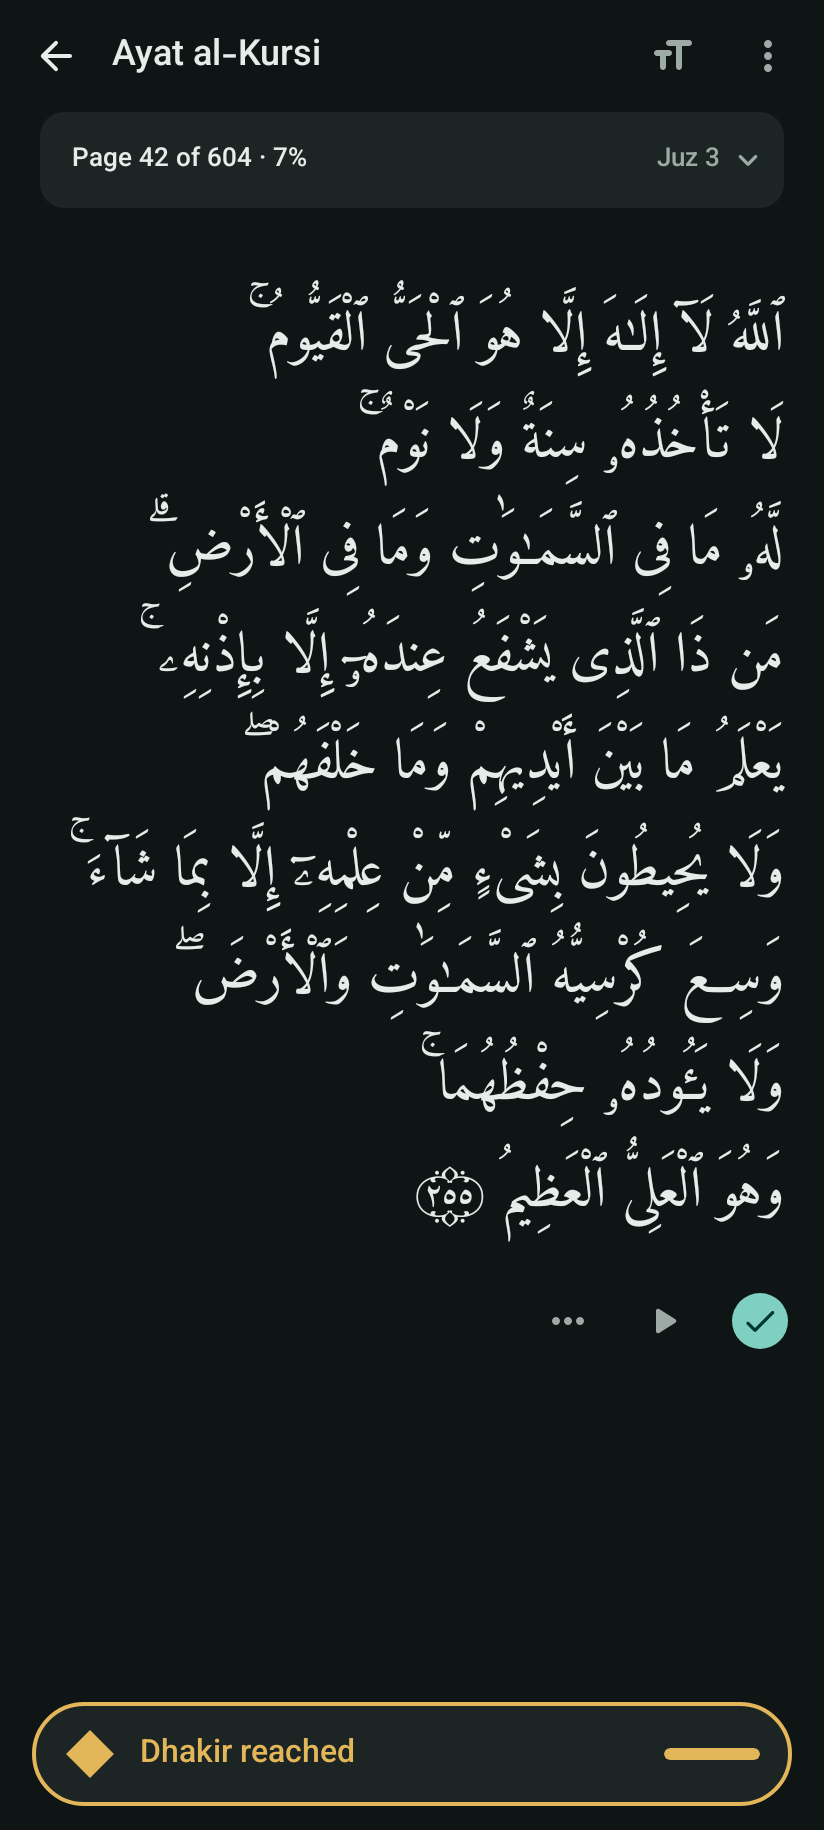 Ayat al-Kursi
Page 42 of 604 · 7%
Juz 3
ٱللَّهُ لَآ إِلَـٰهَ إِلَّا هُوَ ٱلْحَىُّ ٱلْقَيُّومُ ۚ
لَا تَأْخُذُهُۥ سِنَةٌ وَلَا نَوْمٌ ۚ
لَّهُۥ مَا فِى ٱلسَّمَـٰوَٰتِ وَمَا فِى ٱلْأَرْضِ ۗ
مَن ذَا ٱلَّذِى يَشْفَعُ عِندَهُۥٓ إِلَّا بِإِذْنِهِۦ ۚ
يَعْلَمُ مَا بَيْنَ أَيْدِيهِمْ وَمَا خَلْفَهُمْ ۖ
وَلَا يُحِيطُونَ بِشَىْءٍ مِّنْ عِلْمِهِۦٓ إِلَّا بِمَا شَآءَ ۚ
وَسِعَ كُرْسِيُّهُ ٱلسَّمَـٰوَٰتِ وَٱلْأَرْضَ ۖ
وَلَا يَـُٔودُهُۥ حِفْظُهُمَا ۚ
وَهُوَ ٱلْعَلِىُّ ٱلْعَظِيمُ ۝٢٥٥
Dhakir reached